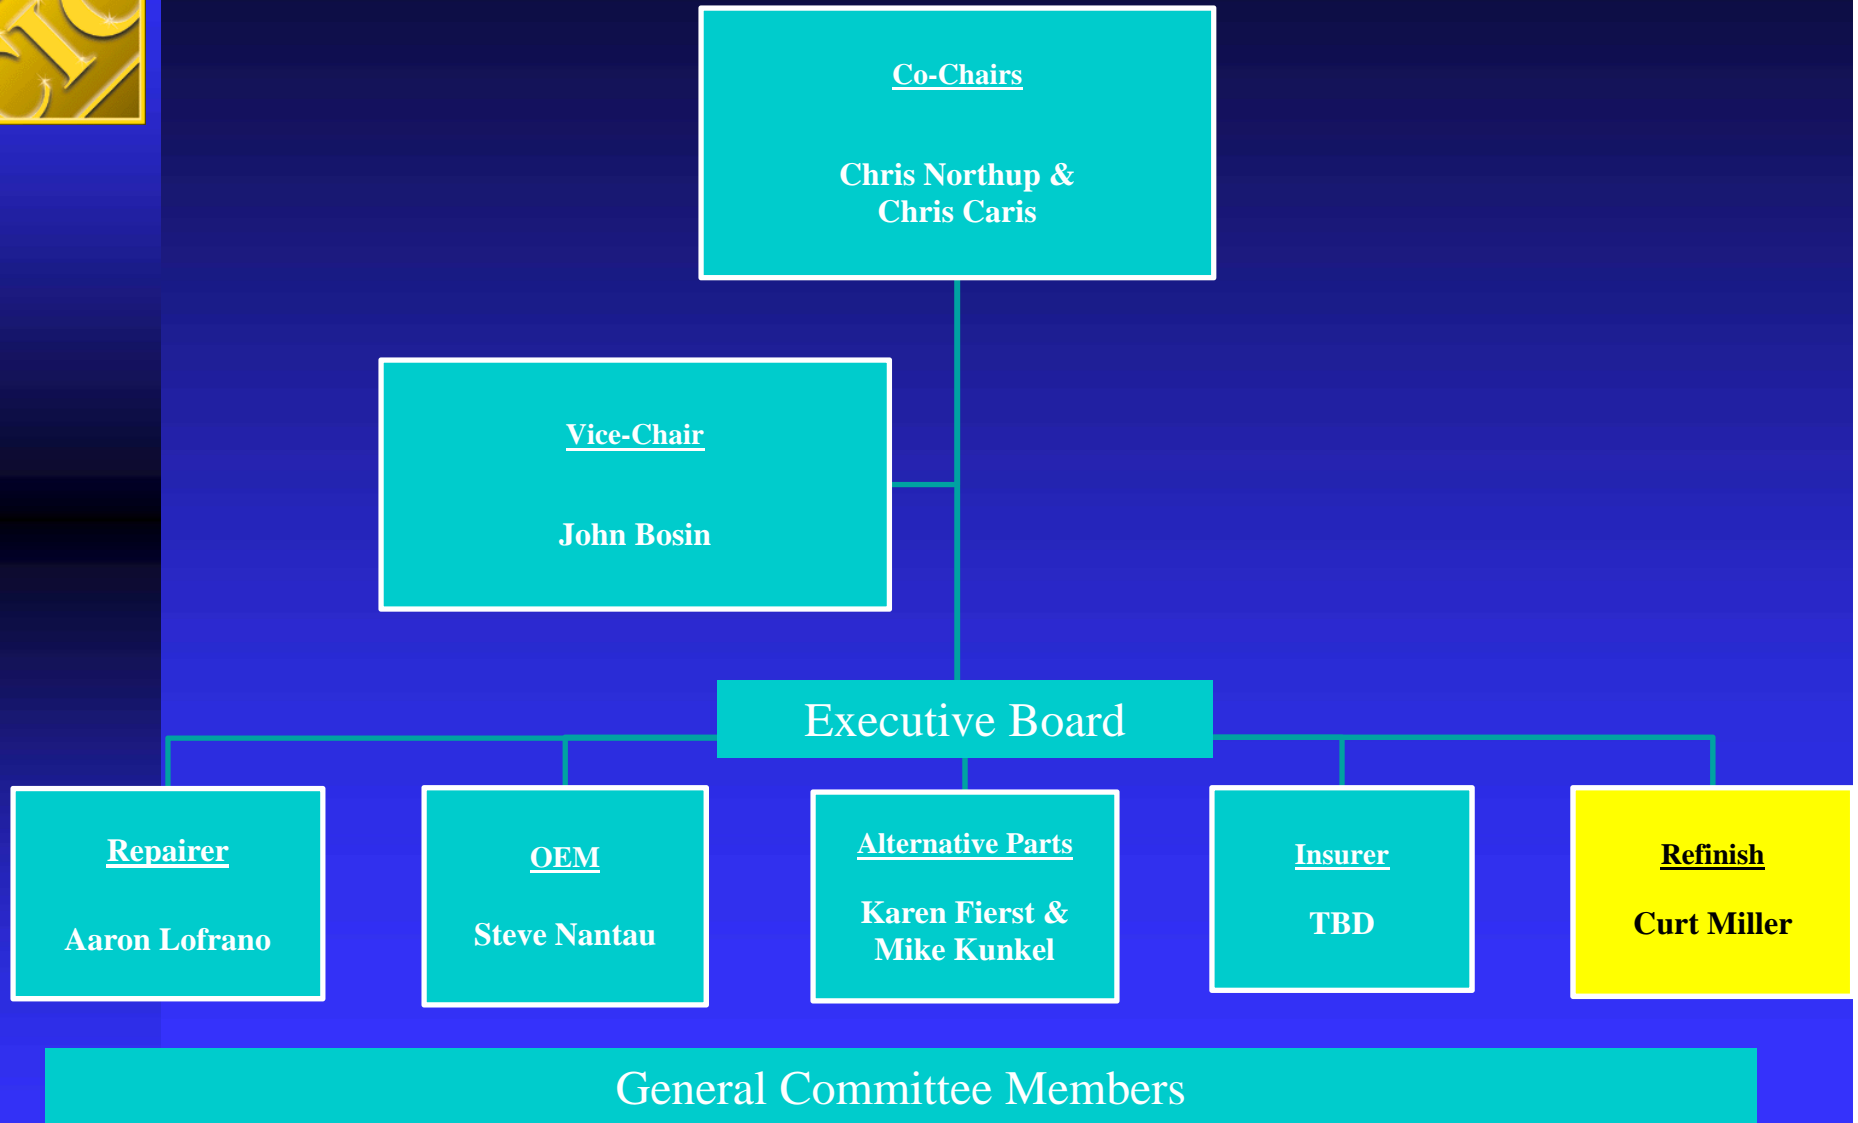 CIC
Co-Chairs
Chris Northup &
Chris Caris
Vice-Chair
John Bosin
Executive Board
Repairer
Aaron Lofrano
OEM
Steve Nantau
Alternative Parts
Karen Fierst &
Mike Kunkel
Insurer
TBD
Refinish
Curt Miller
General Committee Members